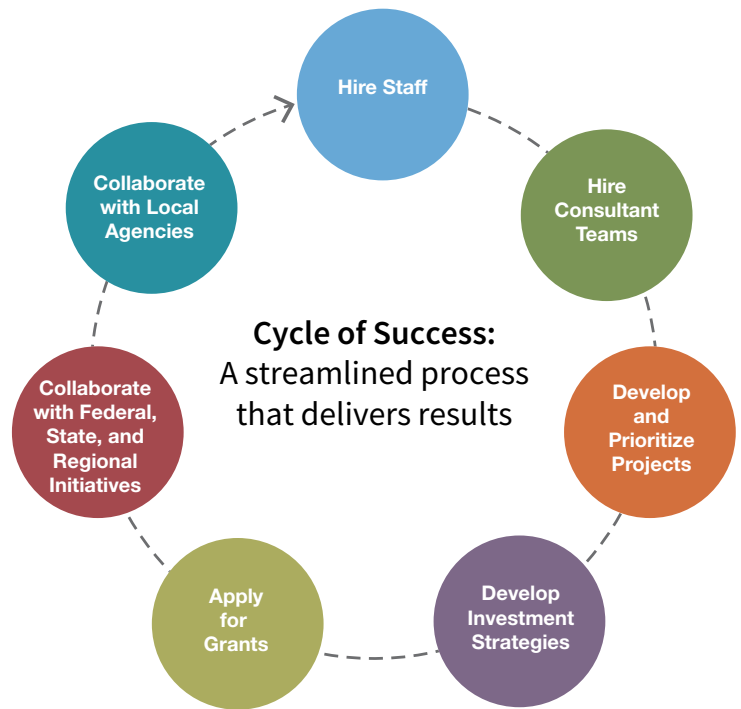 Hire Staff
Hire
Consultant
Teams
Develop
and
Prioritize
Projects
Develop
Investment
Strategies
Apply
for
Grants
Collaborate
with Federal,
State, and
Regional
Initiatives
Collaborate
with Local
Agencies
Cycle of Success:
A streamlined process
that delivers results